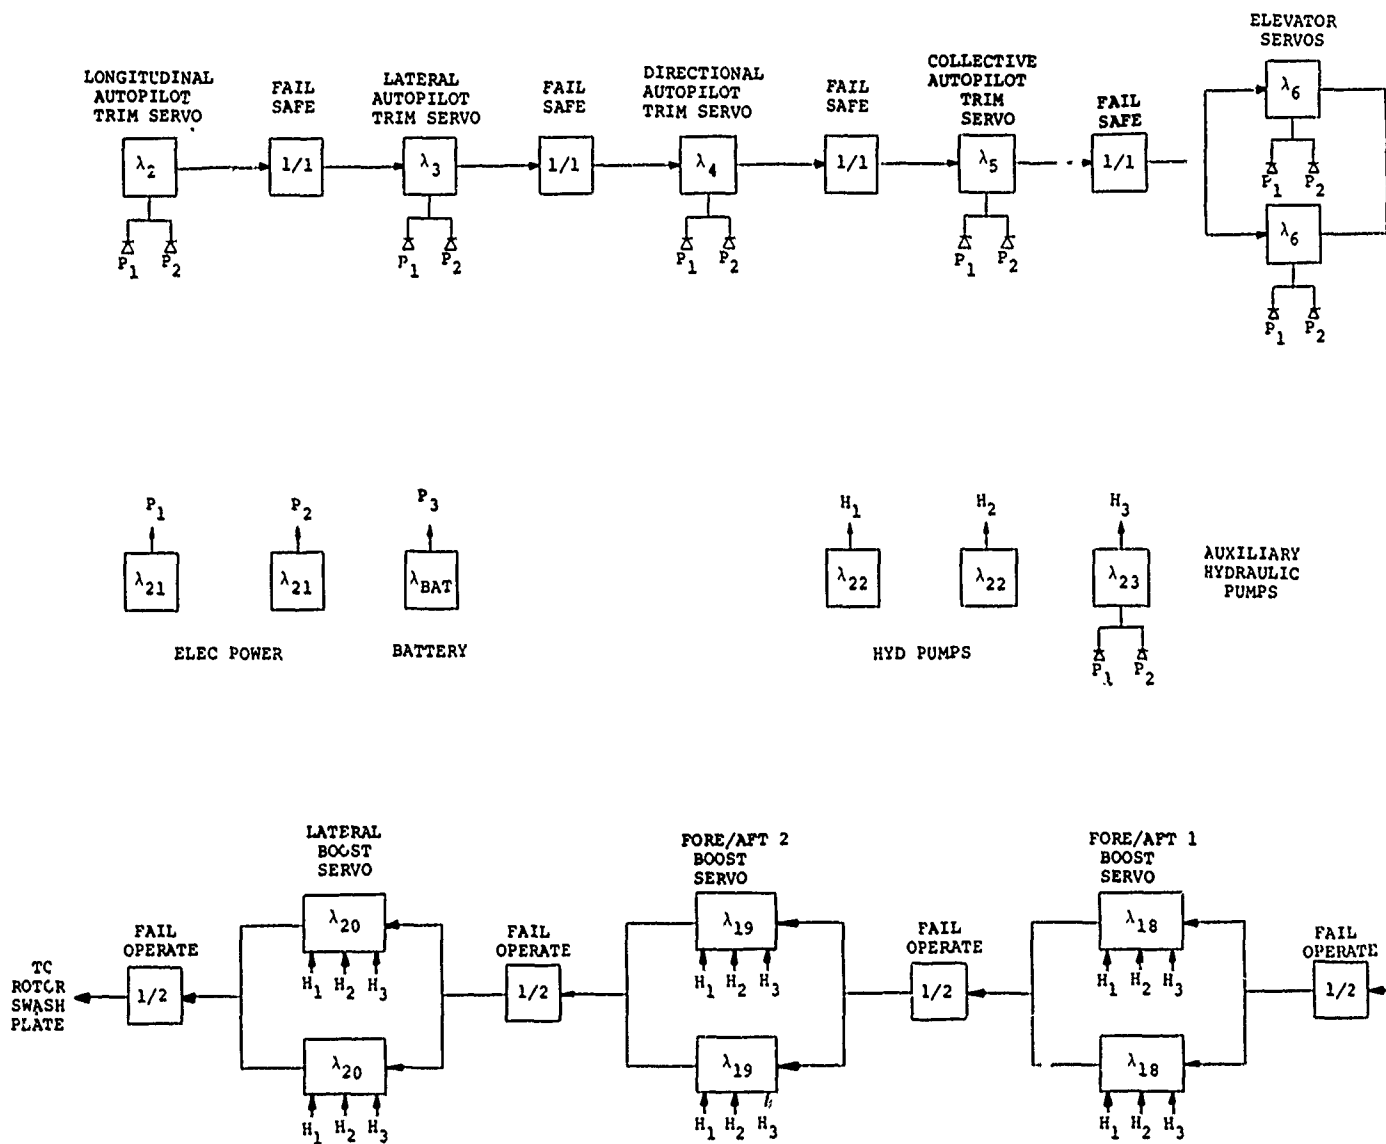 ELEVATOR
SERVOS
LONGITUDINAL
AUTOPILOT
TRIM SERVO
FAIL
SAFE
LATERAL
AUTOPILOT
TRIM SERVO
FAIL
SAFE
DIRECTIONAL
AUTOPILOT
TRIM SERVO
FAIL
SAFE
COLLECTIVE
AUTOPILOT
TRIM
SERVO
FAIL
SAFE
λ2
1/1
λ3
1/1
λ4
1/1
λ5
1/1
λ6
P1 P2
P1 P2
P1 P2
P1 P2
P1 P2
λ6
P1 P2
P1
P2
P3
λ21
λ21
λBAT
ELEC POWER
BATTERY
H1
H2
H3
λ22
λ22
λ23
AUXILIARY
HYDRAULIC
PUMPS
HYD PUMPS
P1 P2
LATERAL
BOOST
SERVO
FORE/AFT 2
BOOST
SERVO
FORE/AFT 1
BOOST
SERVO
TO
ROTOR
SWASH
PLATE
FAIL
OPERATE
1/2
λ20
H1 H2 H3
λ20
H1 H2 H3
FAIL
OPERATE
1/2
λ19
H1 H2 H3
λ19
H1 H2 H3
FAIL
OPERATE
1/2
λ18
H1 H2 H3
λ18
H1 H2 H3
FAIL
OPERATE
1/2